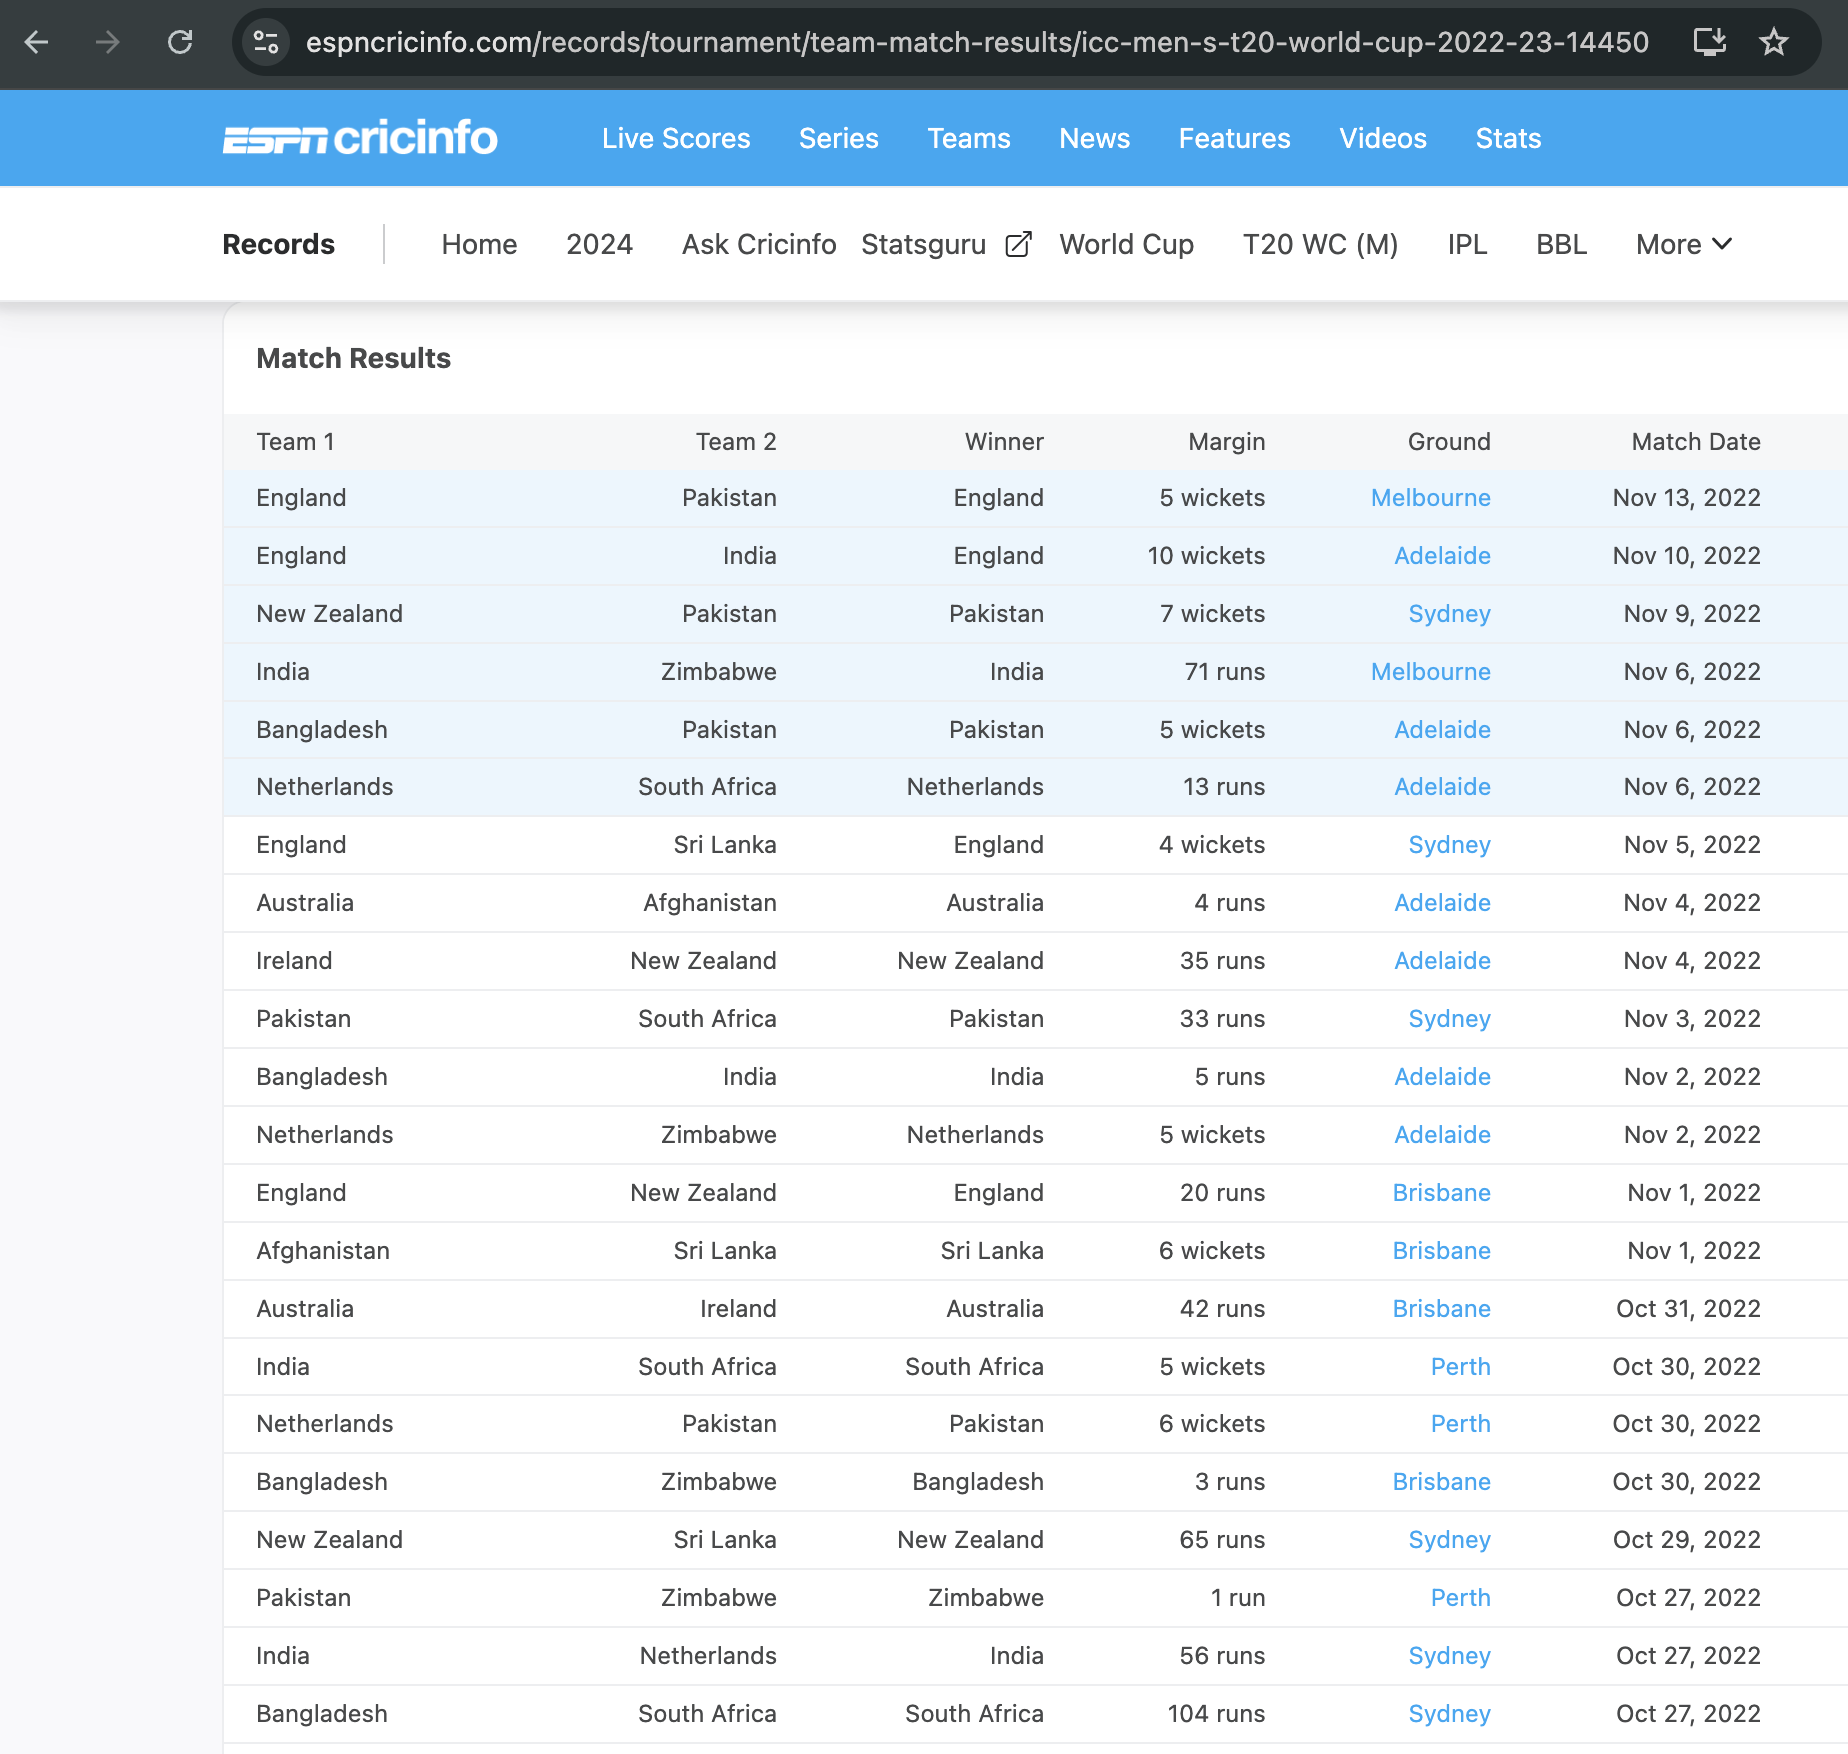 espncricinfo.com/records/tournament/team-match-results/icc-men-s-t20-world-cup-2022-23-14450
ESPN cricinfo Live Scores Series Teams News Features Videos Stats
Records Home 2024 Ask Cricinfo Statsguru World Cup T20 WC (M) IPL BBL More
Match Results
Team 1 Team 2 Winner Margin Ground Match Date
England Pakistan England 5 wickets Melbourne Nov 13, 2022
England India England 10 wickets Adelaide Nov 10, 2022
New Zealand Pakistan Pakistan 7 wickets Sydney Nov 9, 2022
India Zimbabwe India 71 runs Melbourne Nov 6, 2022
Bangladesh Pakistan Pakistan 5 wickets Adelaide Nov 6, 2022
Netherlands South Africa Netherlands 13 runs Adelaide Nov 6, 2022
England Sri Lanka England 4 wickets Sydney Nov 5, 2022
Australia Afghanistan Australia 4 runs Adelaide Nov 4, 2022
Ireland New Zealand New Zealand 35 runs Adelaide Nov 4, 2022
Pakistan South Africa Pakistan 33 runs Sydney Nov 3, 2022
Bangladesh India India 5 runs Adelaide Nov 2, 2022
Netherlands Zimbabwe Netherlands 5 wickets Adelaide Nov 2, 2022
England New Zealand England 20 runs Brisbane Nov 1, 2022
Afghanistan Sri Lanka Sri Lanka 6 wickets Brisbane Nov 1, 2022
Australia Ireland Australia 42 runs Brisbane Oct 31, 2022
India South Africa South Africa 5 wickets Perth Oct 30, 2022
Netherlands Pakistan Pakistan 6 wickets Perth Oct 30, 2022
Bangladesh Zimbabwe Bangladesh 3 runs Brisbane Oct 30, 2022
New Zealand Sri Lanka New Zealand 65 runs Sydney Oct 29, 2022
Pakistan Zimbabwe Zimbabwe 1 run Perth Oct 27, 2022
India Netherlands India 56 runs Sydney Oct 27, 2022
Bangladesh South Africa South Africa 104 runs Sydney Oct 27, 2022